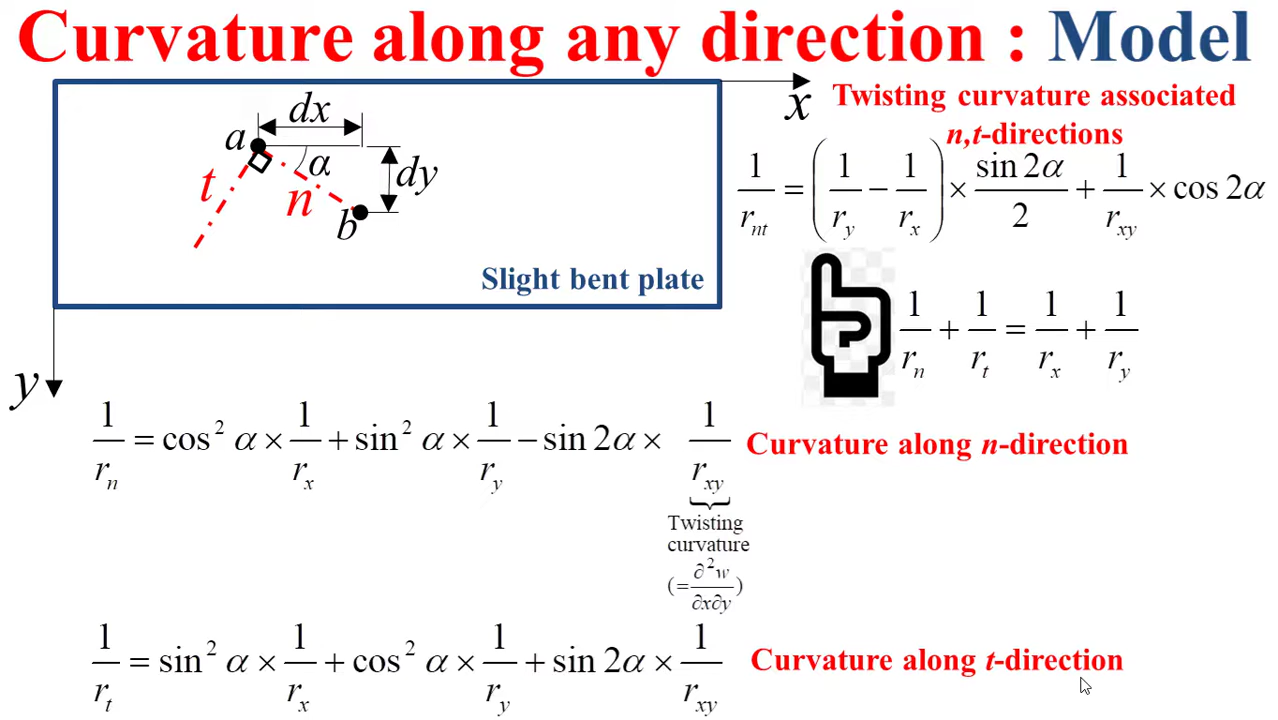 Curvature along any direction : Model
x
Twisting curvature associated
n,t-directions
dx
a
α
dy
t
n
b
Slight bent plate
y
1/r_nt = (1/r_y − 1/r_x) × sin 2α/2 + 1/r_xy × cos 2α
1/r_n + 1/r_t = 1/r_x + 1/r_y
1/r_n = cos² α × 1/r_x + sin² α × 1/r_y − sin 2α × 1/r_xy
Curvature along n-direction
Twisting
curvature
(= ∂²w/∂x∂y)
1/r_t = sin² α × 1/r_x + cos² α × 1/r_y + sin 2α × 1/r_xy
Curvature along t-direction